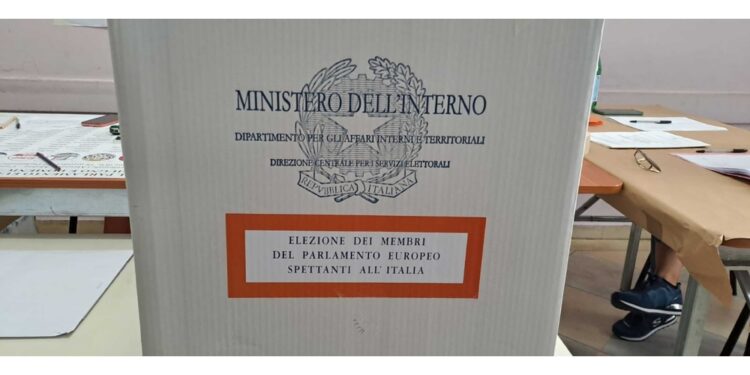 MINISTERO DELL'INTERNO
DIPARTIMENTO PER GLI AFFARI INTERNI E TERRITORIALI
DIREZIONE CENTRALE PER I SERVIZI ELETTORALI
REPVBBLICA ITALIANA
ELEZIONE DEI MEMBRI
DEL PARLAMENTO EUROPEO
SPETTANTI ALL'ITALIA